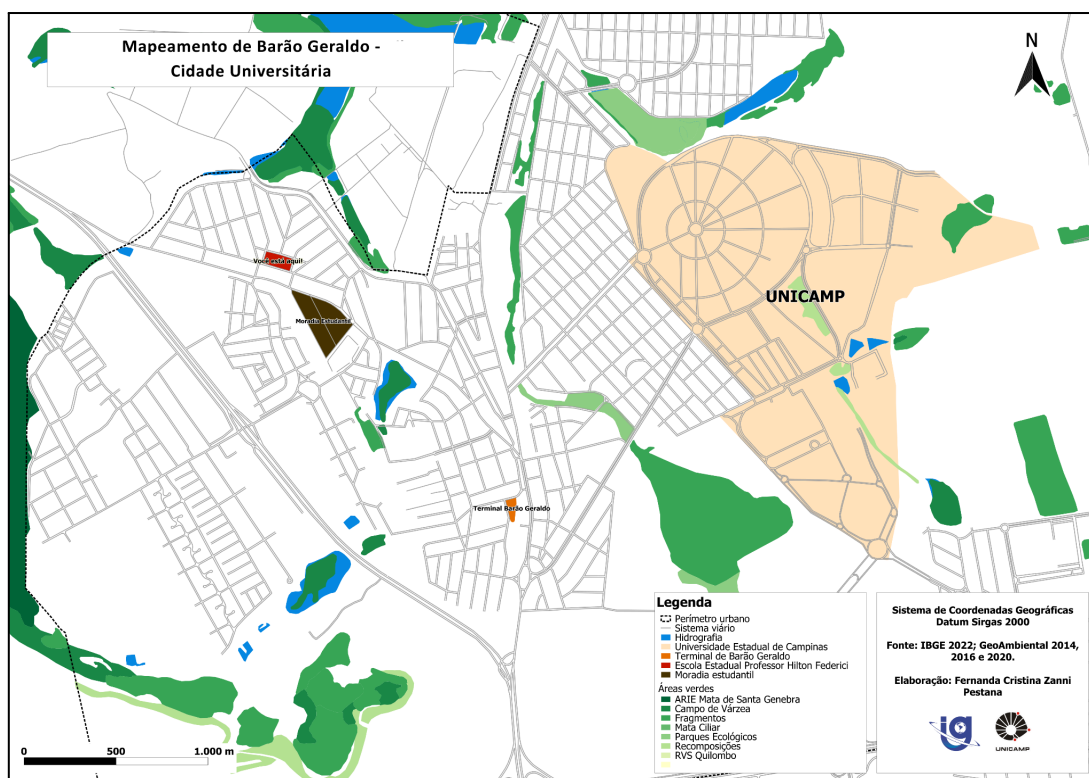 Mapeamento de Barão Geraldo -
Cidade Universitária
N
Voce está aqui!
Moradia Estudantil
UNICAMP
Terminal Barão Geraldo
Legenda
Perímetro urbano
Sistema viário
Hidrografia
Universidade Estadual de Campinas
Terminal de Barão Geraldo
Escola Estadual Professor Hilton Federici
Moradia estudantil
Áreas verdes
ARIE Mata de Santa Genebra
Campo de Várzea
Fragmentos
Mata Ciliar
Parques Ecológicos
Recomposições
RVS Quilombo
Sistema de Coordenadas Geográficas
Datum Sirgas 2000
Fonte: IBGE 2022; GeoAmbiental 2014,
2016 e 2020.
Elaboração: Fernanda Cristina Zanni
Pestana
ig
UNICAMP
0 500 1.000 m